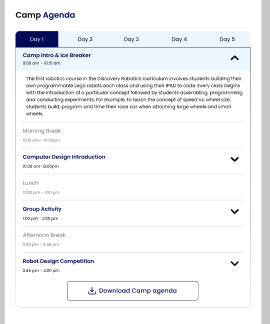 Camp Agenda
Day 1 Day 2 Day 3 Day 4 Day 5
Camp intro & Ice Breaker
9:00 am - 10:15 am
The first robotics course in the Discovery Robotics curriculum involves students building their
own programmable Lego robots each class and using their iPAD to code. Every class begins
with the introduction of a particular concept followed by students assembling, programming
and conducting experiments. For example, to teach the concept of speed vs. wheel size,
students build, program and time their race car when attaching large wheels and small
wheels.
Morning Break
10:15 am - 10:30am
Computer Design Introduction
10:30 am -12:00pm
Lunch
12:00 pm - 1:00 pm
Group Activity
1:00 pm - 2:30 pm
Afternoon Break
2:30 pm - 2:45 pm
Robot Design Competition
2:45 pm - 4:00 pm
Download Camp agenda